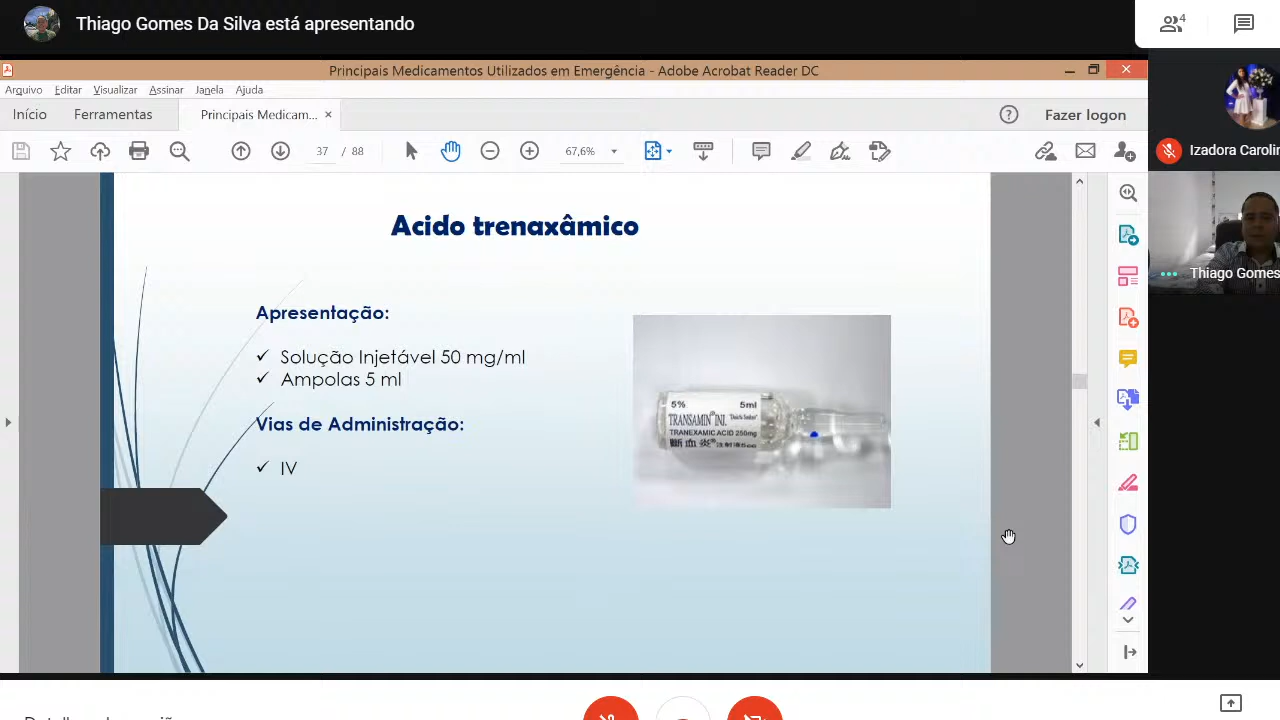 Thiago Gomes Da Silva está apresentando
4
Principais Medicamentos Utilizados em Emergência - Adobe Acrobat Reader DC
Arquivo Editar Visualizar Assinar Janela Ajuda
Início Ferramentas Principais Medicam... × Fazer logon
37 / 88 67,6%
Izadora Carolin
Thiago Gomes
Acido trenaxâmico
Apresentação:
✓ Solução Injetável 50 mg/ml
✓ Ampolas 5 ml
Vias de Administração:
✓ IV
5% 5ml
TRANSAMIN INJ.
TRANEXAMIC ACID 250mg